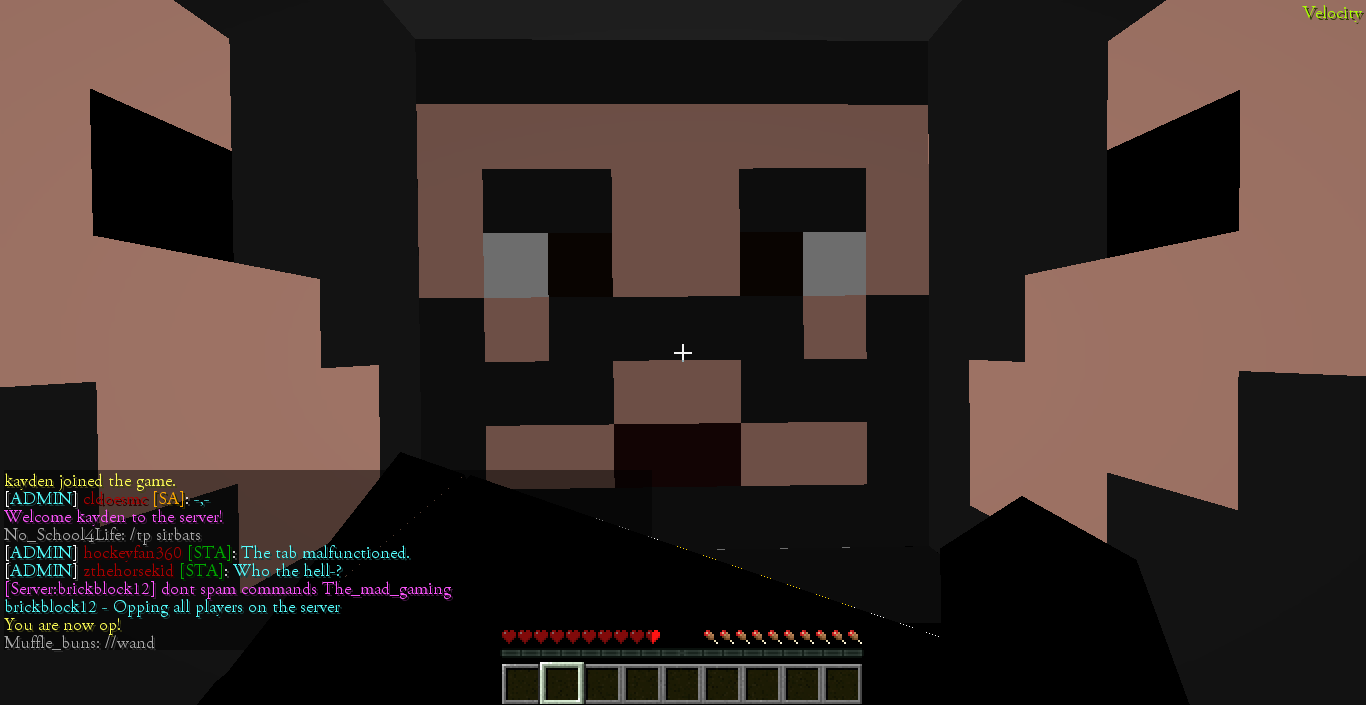 Velocity
kayden joined the game.
[ADMIN] [SA]: -,-
Welcome kayden to the server!
No_School4Life: /tp sirbats
[ADMIN] hockeyfan360 [STA]: The tab malfunctioned.
[ADMIN] zthehorsekid [STA]: Who the hell-?
[Server:brickblock12] dont spam commands The_mad_gaming
brickblock12 - Opping all players on the server
You are now op!
Muffle_buns: //wand